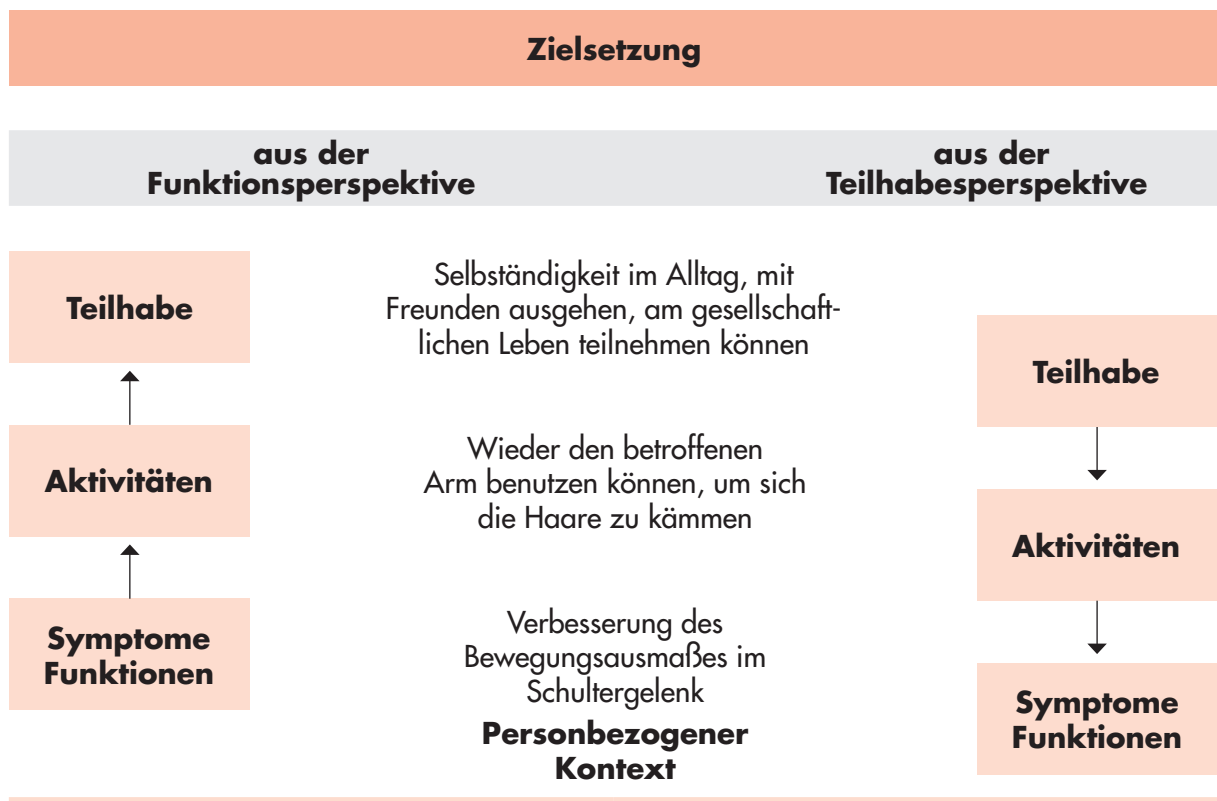 Zielsetzung
aus der
Funktionsperspektive
aus der
Teilhabesperspektive
Teilhabe
Aktivitäten
Symptome
Funktionen
Selbständigkeit im Alltag, mit
Freunden ausgehen, am gesellschaft-
lichen Leben teilnehmen können
Wieder den betroffenen
Arm benutzen können, um sich
die Haare zu kämmen
Verbesserung des
Bewegungsausmaßes im
Schultergelenk
Personbezogener
Kontext
Teilhabe
Aktivitäten
Symptome
Funktionen